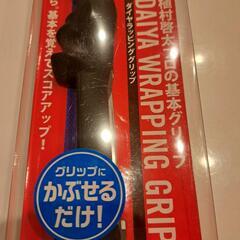 植村啓太プロの基本グリップ
ダイヤラッピンググリップ
DAIYA WRAPPING GRIP
ら、基本を覚えてスコアアップ！
グリップに
かぶせる
だけ！